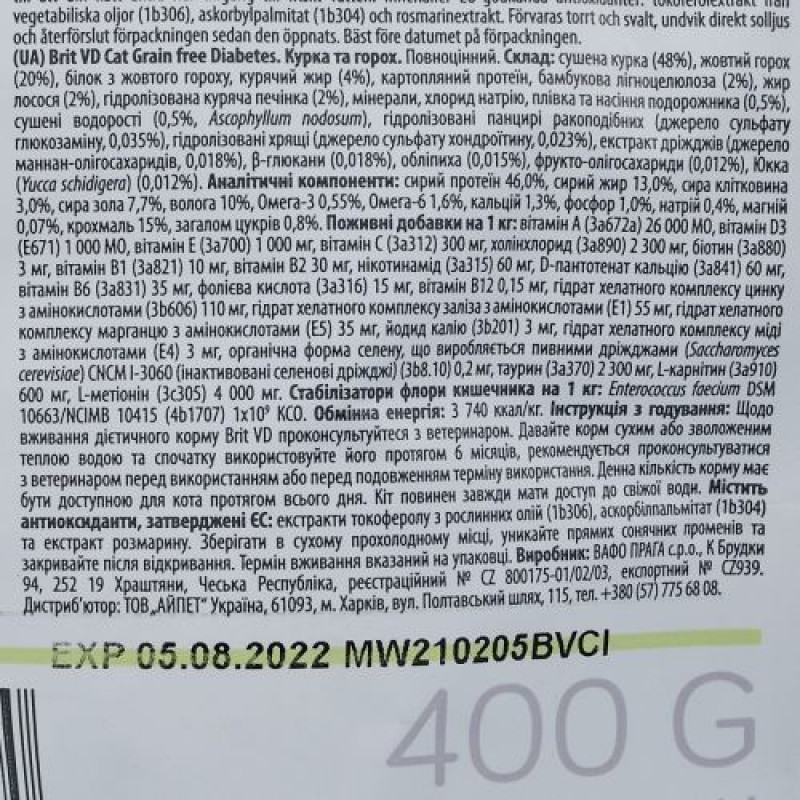 vegetabiliska oljor (1b306), askorbylpalmitat (1b304) och rosmarinextrakt. Förvaras torrt och svalt, undvik direkt solljus
och återförslut förpackningen sedan den öppnats. Bäst före datumet på förpackningen.
(UA) Brit VD Cat Grain free Diabetes. Курка та горох. Повноцінний. Склад: сушена курка (48%), жовтий горох
(20%), білок з жовтого гороху, курячий жир (4%), картопляний протеїн, бамбукова лігноцелюлоза (2%), жир
лосося (2%), гідролізована куряча печінка (2%), мінерали, хлорид натрію, плівка та насіння подорожника (0,5%),
сушені водорості (0,5%, Ascophyllum nodosum), гідролізовані панцирі ракоподібних (джерело сульфату
глюкозаміну, 0,035%), гідролізовані хрящі (джерело сульфату хондроїтину, 0,023%), екстракт дріжджів (джерело
маннан-олігосахаридів, 0,018%), β-глюкани (0,018%), обліпиха (0,015%), фрукто-олігосахариди (0,012%), Юкка
(Yucca schidigera) (0,012%). Аналітичні компоненти: сирий протеїн 46,0%, сирий жир 13,0%, сира клітковина
3,0%, сира зола 7,7%, волога 10%, Омега-3 0,55%, Омега-6 1,6%, кальцій 1,3%, фосфор 1,0%, натрій 0,4%, магній
0,07%, крохмаль 15%, загалом цукрів 0,8%. Поживні добавки на 1 кг: вітамін А (3a672a) 26 000 МО, вітамін D3
(E671) 1 000 МО, вітамін Е (3a700) 1 000 мг, вітамін С (3a312) 300 мг, холінхлорид (3a890) 2 300 мг, біотин (3a880)
3 мг, вітамін В1 (3a821) 10 мг, вітамін В2 30 мг, нікотинамід (3a315) 60 мг, D-пантотенат кальцію (3a841) 60 мг,
вітамін В6 (3a831) 35 мг, фолієва кислота (3a316) 15 мг, вітамін В12 0,15 мг, гідрат хелатного комплексу цинку
з амінокислотами (3b606) 110 мг, гідрат хелатного комплексу заліза з амінокислотами (Е1) 55 мг, гідрат хелатного
комплексу марганцю з амінокислотами (Е5) 35 мг, йодид калію (3b201) 3 мг, гідрат хелатного комплексу міді
з амінокислотами (Е4) 3 мг, органічна форма селену, що виробляється пивними дріжджами (Saccharomyces
cerevisiae) CNCM I-3060 (інактивовані селенові дріжджі) (3b8.10) 0,2 мг, таурин (3a370) 2 300 мг, L-карнітин (3a910)
600 мг, L-метіонін (3c305) 4 000 мг. Стабілізатори флори кишечника на 1 кг: Enterococcus faecium DSM
10663/NCIMB 10415 (4b1707) 1x10⁹ КСО. Обмінна енергія: 3 740 ккал/кг. Інструкція з годування: Щодо
вживання дієтичного корму Brit VD проконсультуйтеся з ветеринаром. Давайте корм сухим або зволоженим
теплою водою та спочатку використовуйте його протягом 6 місяців, рекомендується проконсультуватися
з ветеринаром перед використанням або перед подовженням терміну використання. Денна кількість корму має
бути доступною для кота протягом всього дня. Кіт повинен завжди мати доступ до свіжої води. Містить
антиоксиданти, затверджені ЄС: екстракти токоферолу з рослинних олій (1b306), аскорбілпальмітат (1b304)
та екстракт розмарину. Зберігати в сухому прохолодному місці, уникайте прямих сонячних променів та
закривайте після відкривання. Термін вживання вказаний на упаковці. Виробник: ВАФО ПРАГА с.р.о., К Брудки
94, 252 19 Храштяни, Чеська Республіка, реєстраційний № CZ 800175-01/02/03, експортний № CZ939.
Дистриб'ютор: ТОВ „АЙПЕТ" Україна, 61093, м. Харків, вул. Полтавський шлях, 115, тел. +380 (57) 775 68 08.
EXP 05.08.2022 MW210205BVCI
400 G